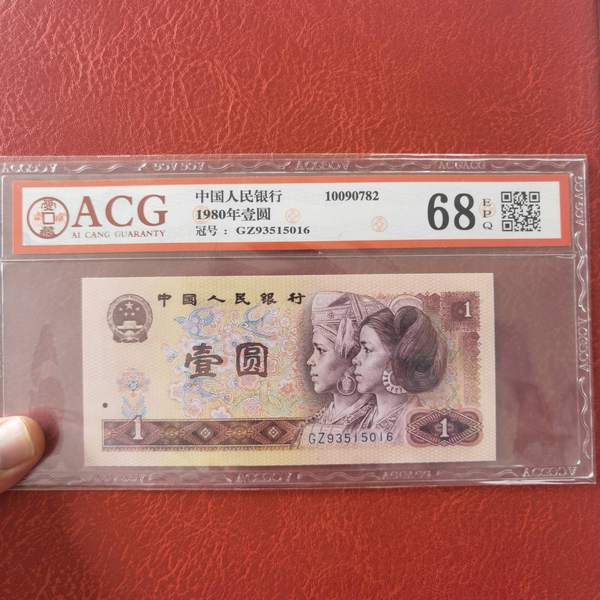 ACG
AI CANG GUARANTY
中国人民银行 10090782
1980年壹圆
冠号： GZ93515016
68
EPQ
中国人民银行
1
壹圆
1
GZ93515016
1